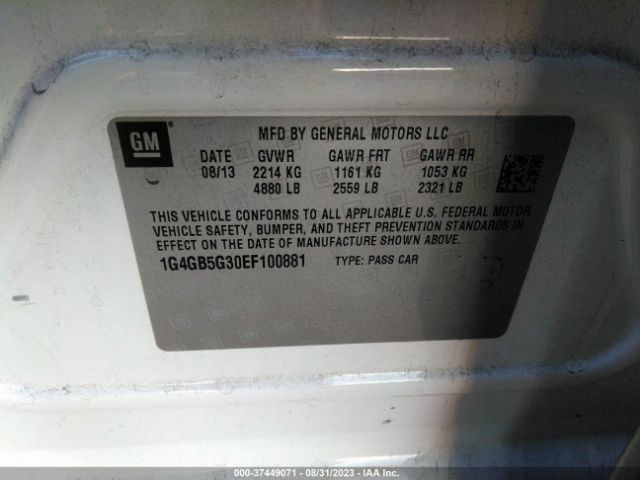 GM ® MFD BY GENERAL MOTORS LLC
DATE GVWR GAWR FRT GAWR RR
08/13 2214 KG 1161 KG 1053 KG
4880 LB 2559 LB 2321 LB
THIS VEHICLE CONFORMS TO ALL APPLICABLE U.S. FEDERAL MOTOR
VEHICLE SAFETY, BUMPER, AND THEFT PREVENTION STANDARDS IN
EFFECT ON THE DATE OF MANUFACTURE SHOWN ABOVE.
1G4GB5G30EF100881 TYPE: PASS CAR
000-37449071 - 08/31/2023 - IAA Inc.